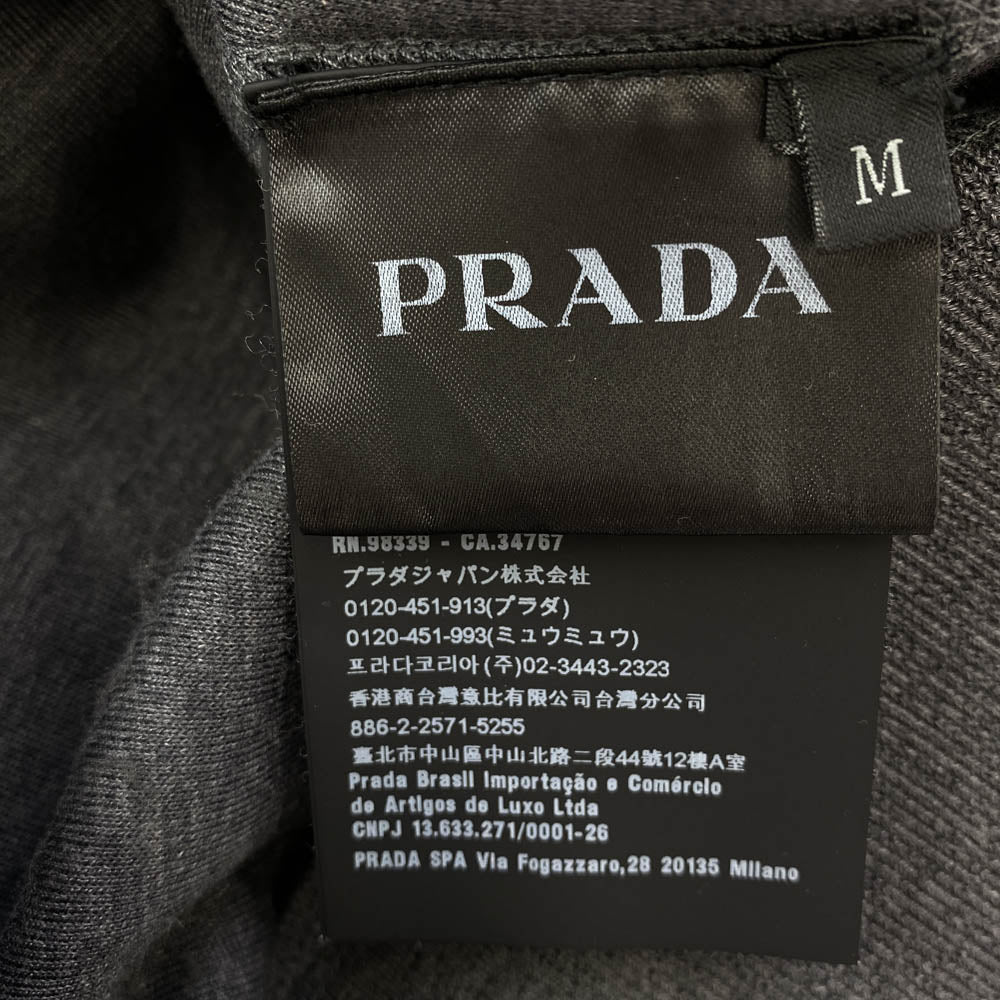 M
PRADA
RN.98339 - CA.34767
プラダジャパン株式会社
0120-451-913(プラダ)
0120-451-993(ミュウミュウ)
프라다코리아(주)02-3443-2323
香港商台灣意比有限公司台灣分公司
886-2-2571-5255
臺北市中山區中山北路二段44號12樓A室
Prada Brasil Importação e Comércio
de Artigos de Luxo Ltda
CNPJ 13.633.271/0001-26
PRADA SPA Via Fogazzaro,28 20135 Milano